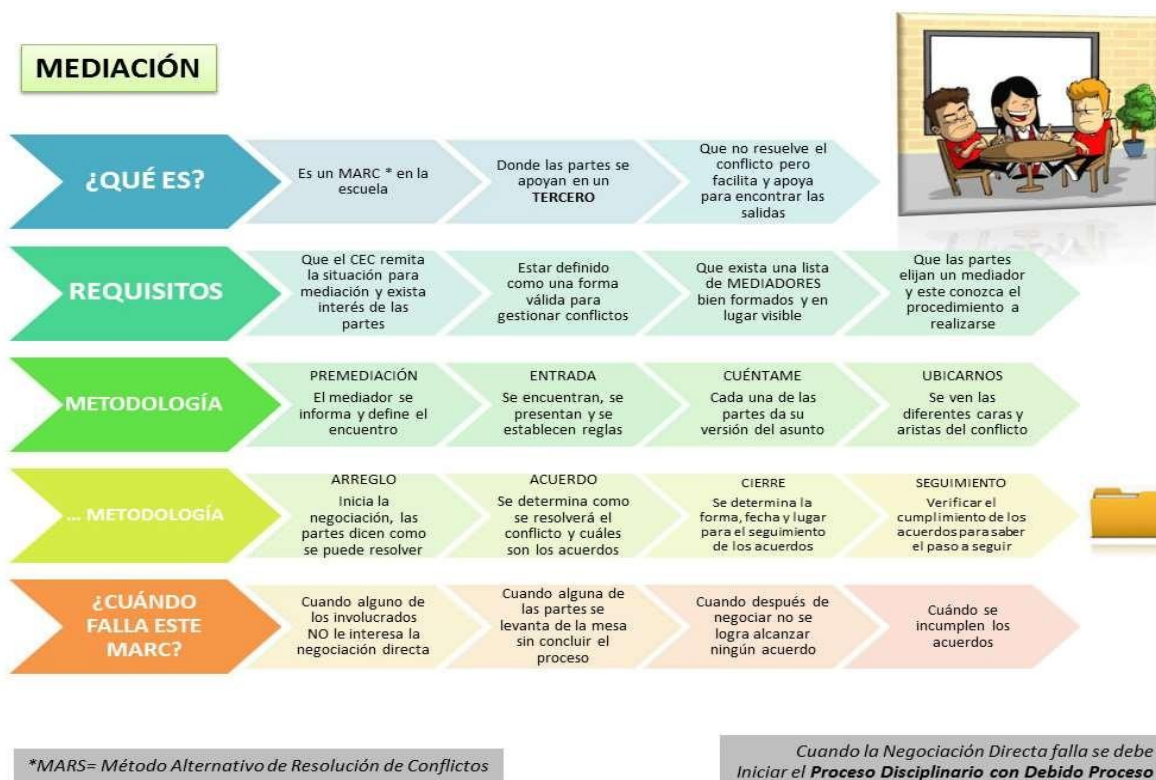 MEDIACIÓN
¿QUÉ ES?
Es un MARC * en la
escuela
Donde las partes se
apoyan en un
TERCERO
Que no resuelve el
conflicto pero
facilita y apoya
para encontrar las
salidas
REQUISITOS
Que el CEC remita
la situación para
mediación y exista
interés de las
partes
Estar definido
como una forma
válida para
gestionar conflictos
Que exista una lista
de MEDIADORES
bien formados y en
lugar visible
Que las partes
elijan un mediador
y este conozca el
procedimiento a
realizarse
METODOLOGÍA
PREMEDIACIÓN
El mediador se
informa y define el
encuentro
ENTRADA
Se encuentran, se
presentan y se
establecen reglas
CUÉNTAME
Cada una de las
partes da su
versión del asunto
UBICARNOS
Se ven las
diferentes caras y
aristas del conflicto
... METODOLOGÍA
ARREGLO
Inicia la
negociación, las
partes dicen como
se puede resolver
ACUERDO
Se determina como
se resolverá el
conflicto y cuáles
son los acuerdos
CIERRE
Se determina la
forma, fecha y lugar
para el seguimiento
de los acuerdos
SEGUIMIENTO
Verificar el
cumplimiento de los
acuerdos para saber
el paso a seguir
¿CUÁNDO
FALLA ESTE
MARC?
Cuando alguno de
los involucrados
NO le interesa la
negociación directa
Cuando alguna de
las partes se
levanta de la mesa
sin concluir el
proceso
Cuando después de
negociar no se
logra alcanzar
ningún acuerdo
Cuándo se
incumplen los
acuerdos
*MARS= Método Alternativo de Resolución de Conflictos
Cuando la Negociación Directa falla se debe
Iniciar el Proceso Disciplinario con Debido Proceso